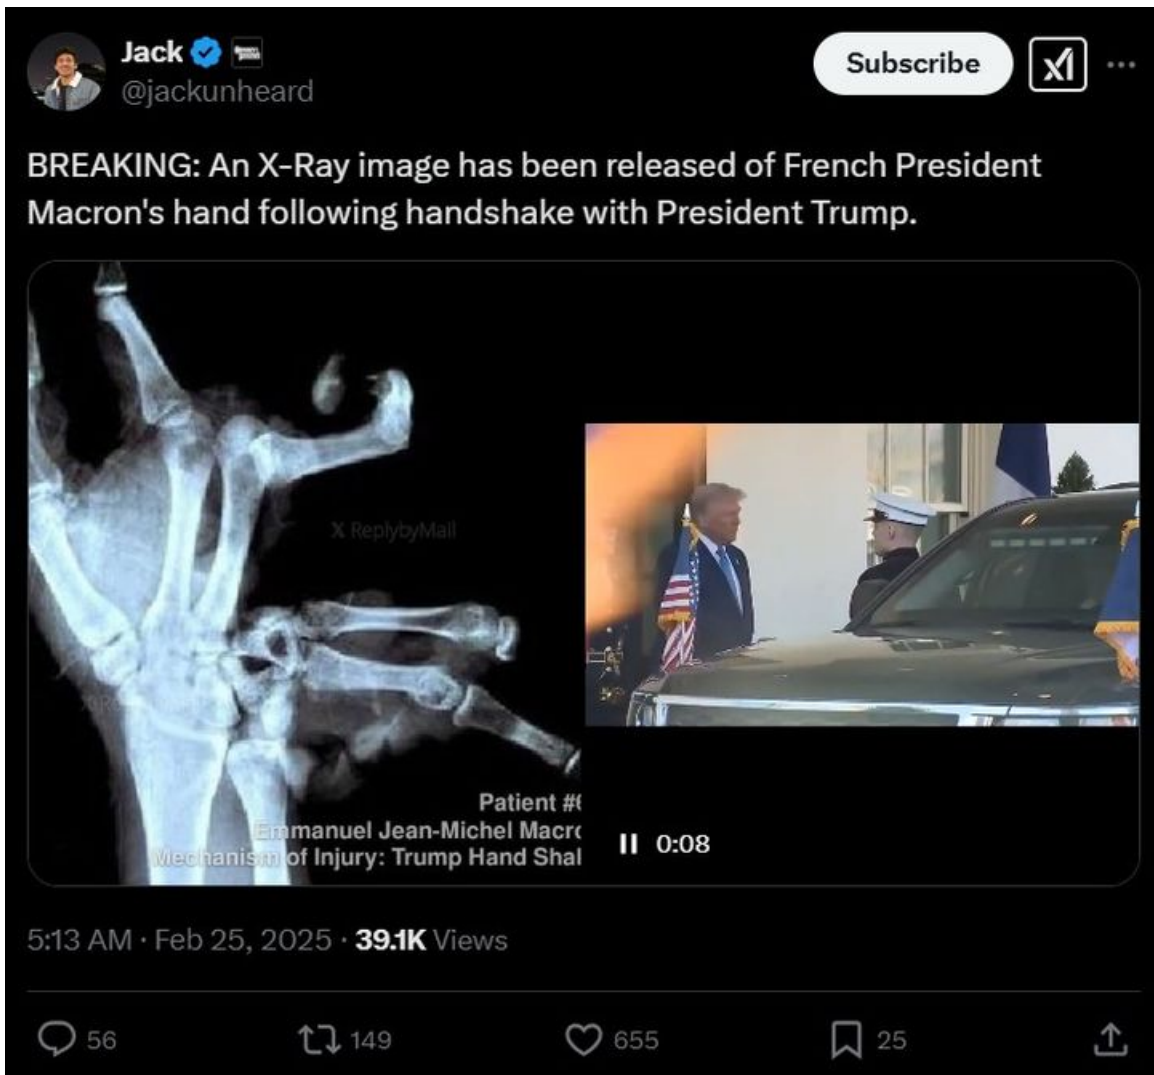 Jack
@jackunheard
Subscribe
BREAKING: An X-Ray image has been released of French President
Macron's hand following handshake with President Trump.
X ReplybyMail
Patient #
Emmanuel Jean-Michel Macro
Mechanism of Injury: Trump Hand Sha
0:08
5:13 AM · Feb 25, 2025 · 39.1K Views
56
149
655
25